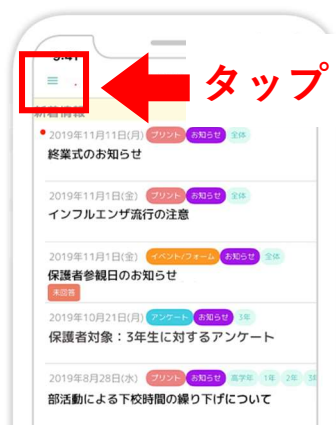 9:41
タップ
新着情報
2019年11月11日(月) プリント お知らせ 全体
終業式のお知らせ
2019年11月1日(金) プリント お知らせ 全体
インフルエンザ流行の注意
2019年11月1日(金) イベント/フォーム お知らせ 全体
保護者参観日のお知らせ
未回答
2019年10月21日(月) アンケート お知らせ 3年
保護者対象：3年生に対するアンケート
2019年8月28日(水) プリント お知らせ 高学年 1年 2年
部活動による下校時間の繰り下げについて